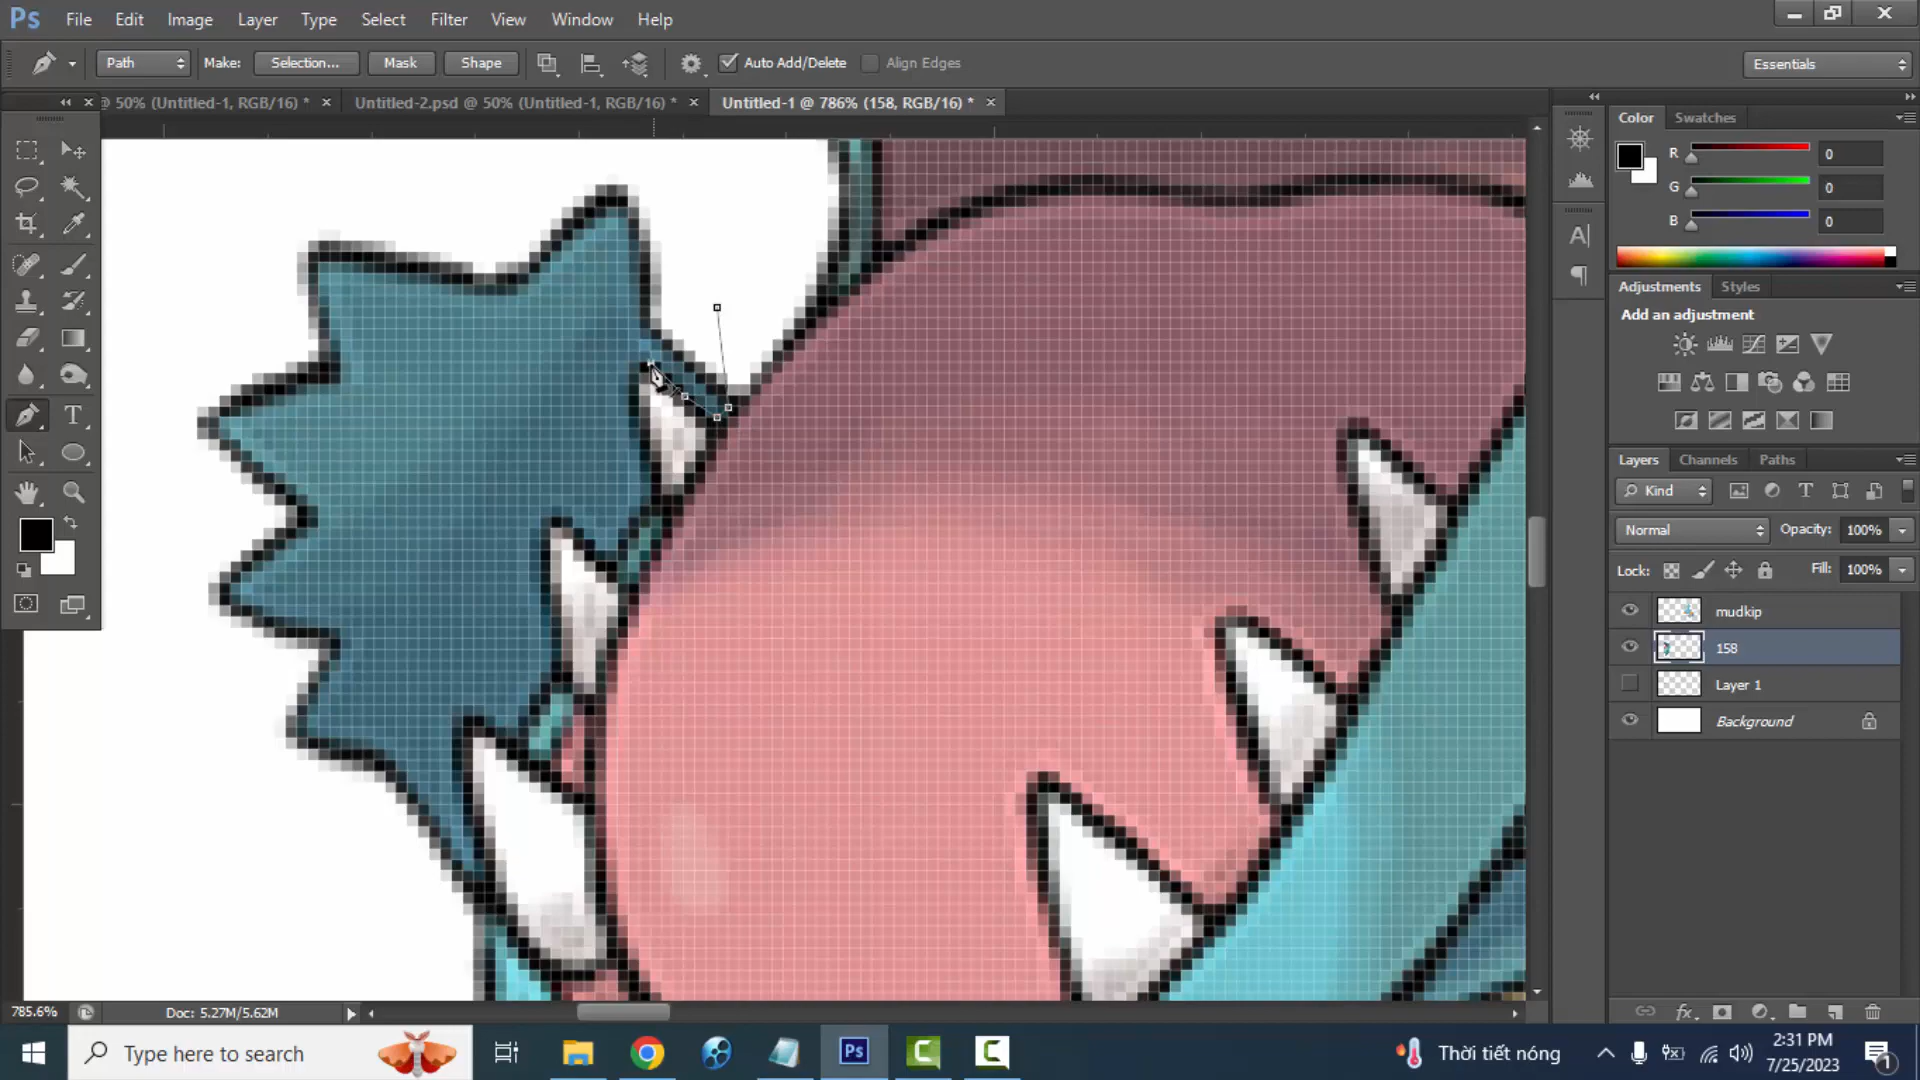 Ps File Edit Image Layer Type Select Filter View Window Help
Path Make: Selection... Mask Shape Auto Add/Delete Align Edges Essentials
@ 50% (Untitled-1, RGB/16) * Untitled-2.psd @ 50% (Untitled-1, RGB/16) * Untitled-1 @ 786% (158, RGB/16) *
Color Swatches
R 0
G 0
B 0
Adjustments Styles
Add an adjustment
Layers Channels Paths
Kind
Normal Opacity: 100%
Lock: Fill: 100%
mudkip
158
Layer 1
Background
785.6% Doc: 5.27M/5.62M
Type here to search
Thời tiết nóng
2:31 PM
7/25/2023
1